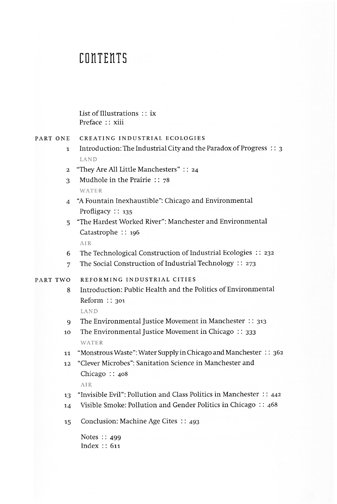 CONTENTS
List of Illustrations :: ix
Preface :: xiii
PART ONE CREATING INDUSTRIAL ECOLOGIES
1 Introduction: The Industrial City and the Paradox of Progress :: 3
LAND
2 "They Are All Little Manchesters" :: 24
3 Mudhole in the Prairie :: 78
WATER
4 "A Fountain Inexhaustible": Chicago and Environmental
Profligacy :: 135
5 "The Hardest Worked River": Manchester and Environmental
Catastrophe :: 196
AIR
6 The Technological Construction of Industrial Ecologies :: 232
7 The Social Construction of Industrial Technology :: 273
PART TWO REFORMING INDUSTRIAL CITIES
8 Introduction: Public Health and the Politics of Environmental
Reform :: 301
LAND
9 The Environmental Justice Movement in Manchester :: 313
10 The Environmental Justice Movement in Chicago :: 333
WATER
11 "Monstrous Waste": Water Supply in Chicago and Manchester :: 362
12 "Clever Microbes": Sanitation Science in Manchester and
Chicago :: 408
AIR
13 "Invisible Evil": Pollution and Class Politics in Manchester :: 442
14 Visible Smoke: Pollution and Gender Politics in Chicago :: 468
15 Conclusion: Machine Age Cites :: 493
Notes :: 499
Index :: 611